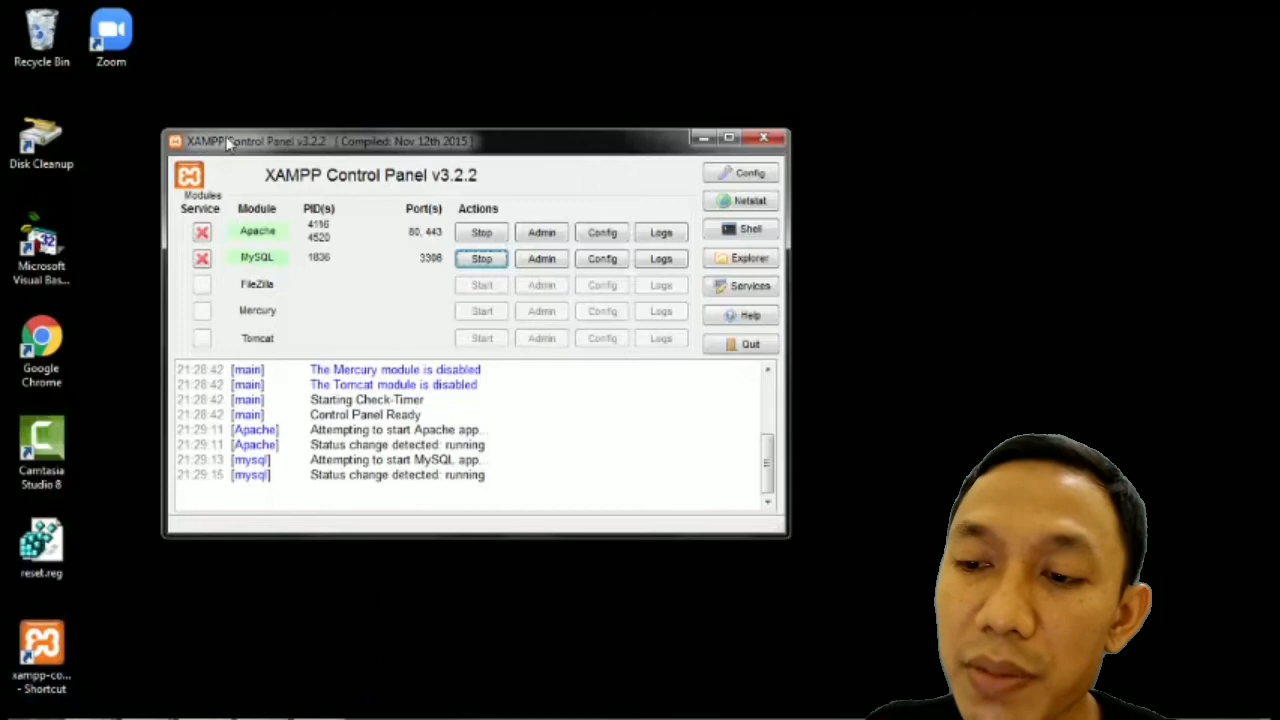 Recycle Bin
Zoom
Disk Cleanup
32
Microsoft
Visual Bas...
Google
Chrome
Camtasia
Studio 8
reset.reg
xampp-co...
- Shortcut
XAMPP Control Panel v3.2.2 [ Compiled: Nov 12th 2015 ]
XAMPP Control Panel v3.2.2
Modules
Service Module PID(s) Port(s) Actions
Apache 4116 4520 80, 443 Stop Admin Config Logs
MySQL 1836 3306 Stop Admin Config Logs
FileZilla Start Admin Config Logs
Mercury Start Admin Config Logs
Tomcat Start Admin Config Logs
Config
Netstat
Shell
Explorer
Services
Help
Quit
21:28:42 [main] The Mercury module is disabled
21:28:42 [main] The Tomcat module is disabled
21:28:42 [main] Starting Check-Timer
21:28:42 [main] Control Panel Ready
21:29:11 [Apache] Attempting to start Apache app...
21:29:11 [Apache] Status change detected: running
21:29:13 [mysql] Attempting to start MySQL app...
21:29:15 [mysql] Status change detected: running